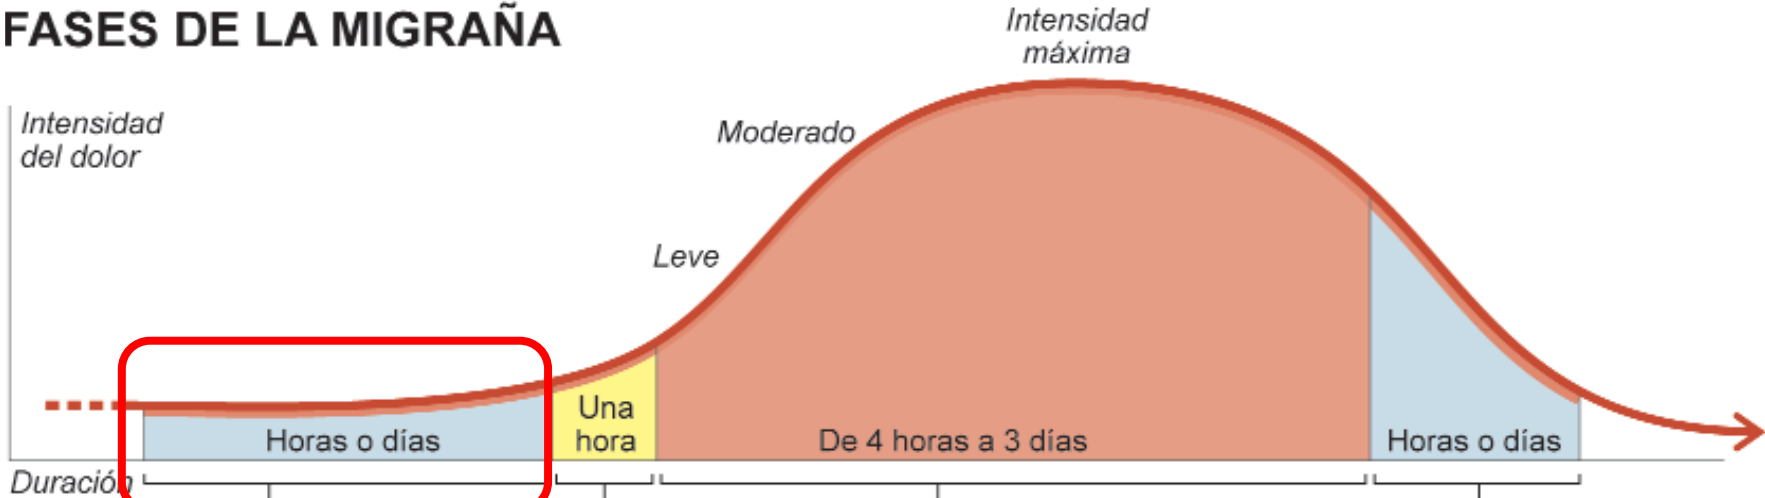 FASES DE LA MIGRAÑA
Intensidad
máxima
Intensidad
del dolor
Moderado
Leve
Una
hora
Horas o días
De 4 horas a 3 días
Horas o días
Duración